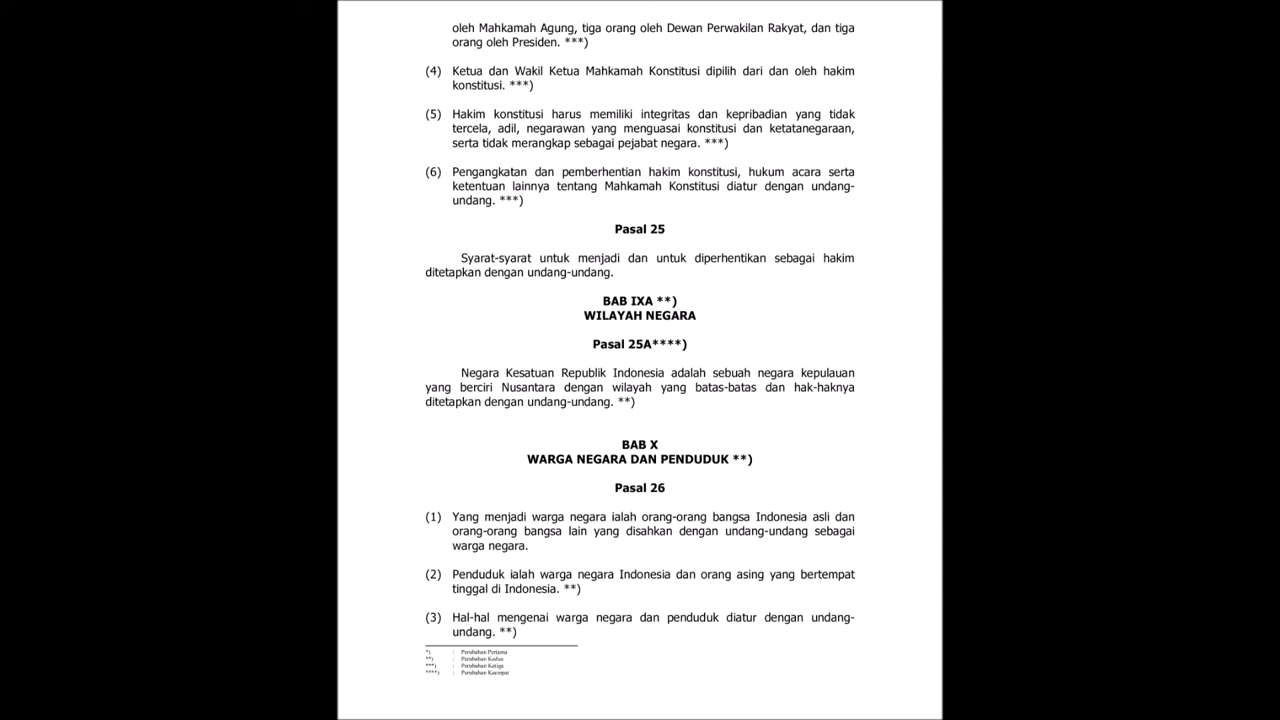 oleh Mahkamah Agung, tiga orang oleh Dewan Perwakilan Rakyat, dan tiga
orang oleh Presiden. ***)
(4) Ketua dan Wakil Ketua Mahkamah Konstitusi dipilih dari dan oleh hakim
konstitusi. ***)
(5) Hakim konstitusi harus memiliki integritas dan kepribadian yang tidak
tercela, adil, negarawan yang menguasai konstitusi dan ketatanegaraan,
serta tidak merangkap sebagai pejabat negara. ***)
(6) Pengangkatan dan pemberhentian hakim konstitusi, hukum acara serta
ketentuan lainnya tentang Mahkamah Konstitusi diatur dengan undang-
undang. ***)
Pasal 25
Syarat-syarat untuk menjadi dan untuk diperhentikan sebagai hakim
ditetapkan dengan undang-undang.
BAB IXA **)
WILAYAH NEGARA
Pasal 25A****)
Negara Kesatuan Republik Indonesia adalah sebuah negara kepulauan
yang berciri Nusantara dengan wilayah yang batas-batas dan hak-haknya
ditetapkan dengan undang-undang. **)
BAB X
WARGA NEGARA DAN PENDUDUK **)
Pasal 26
(1) Yang menjadi warga negara ialah orang-orang bangsa Indonesia asli dan
orang-orang bangsa lain yang disahkan dengan undang-undang sebagai
warga negara.
(2) Penduduk ialah warga negara Indonesia dan orang asing yang bertempat
tinggal di Indonesia. **)
(3) Hal-hal mengenai warga negara dan penduduk diatur dengan undang-
undang. **)
*) : Perubahan Pertama
**) : Perubahan Kedua
***) : Perubahan Ketiga
****) : Perubahan Keempat